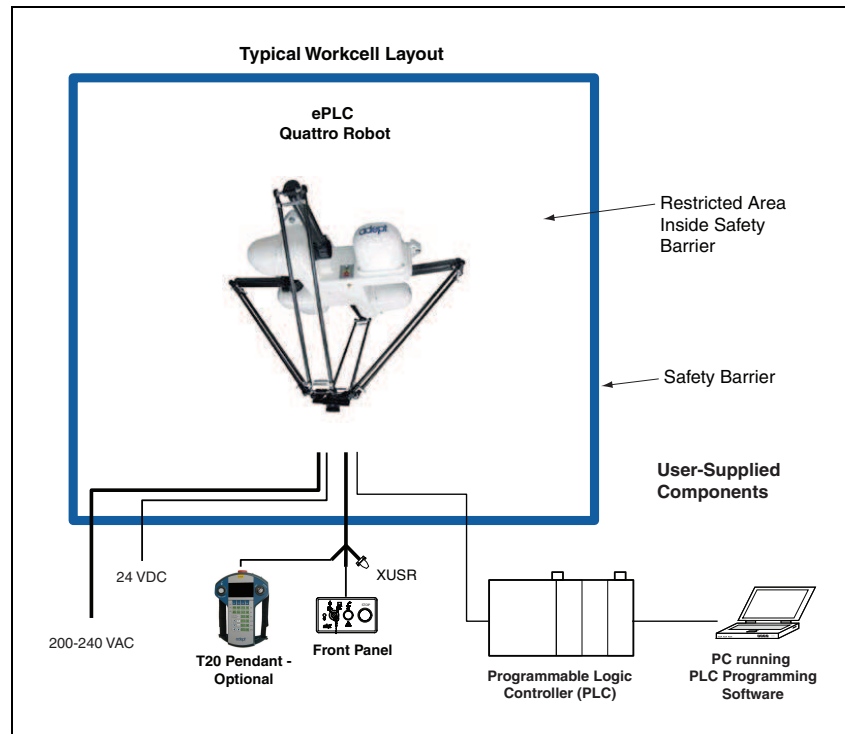 Typical Workcell Layout
ePLC
Quattro Robot
adept
Restricted Area
Inside Safety
Barrier
Safety Barrier
User-Supplied
Components
24 VDC
XUSR
200-240 VAC
T20 Pendant -
Optional
Front Panel
Programmable Logic
Controller (PLC)
PC running
PLC Programming
Software